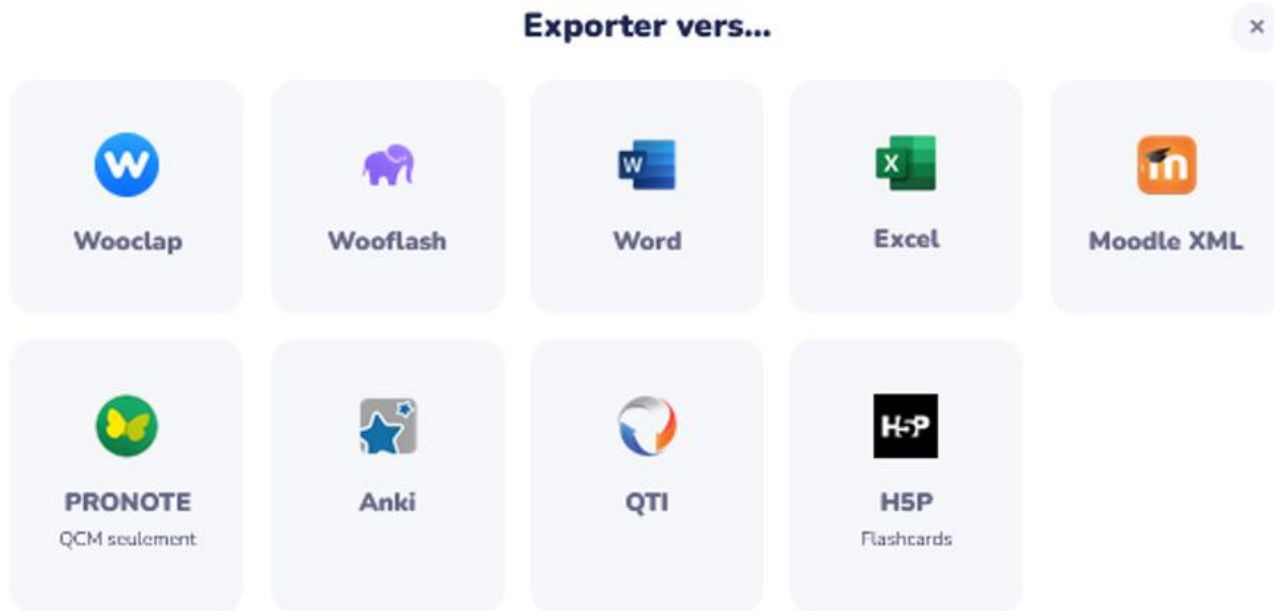 Exporter vers...
Wooclap
Wooflash
Word
Excel
Moodle XML
PRONOTE
QCM seulement
Anki
QTI
H5P
Flashcards